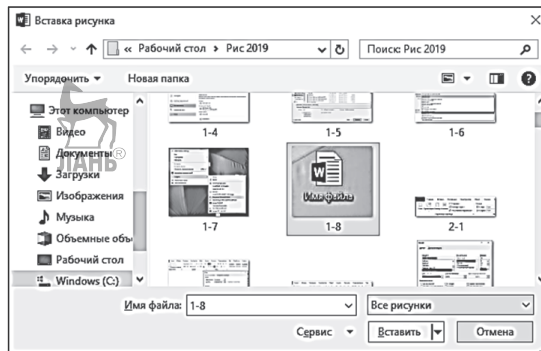 Вставка рисунка
« Рабочий стол > Рис 2019
Поиск: Рис 2019
Упорядочить
Новая папка
Этот компьютер
Видео
Документы
Загрузки
Изображения
Музыка
Объемные объ
Рабочий стол
Windows (C:)
ЛАНЬ®
1-4
1-5
1-6
Имя файла
1-7
1-8
2-1
Имя файла: 1-8
Все рисунки
Сервис
Вставить
Отмена